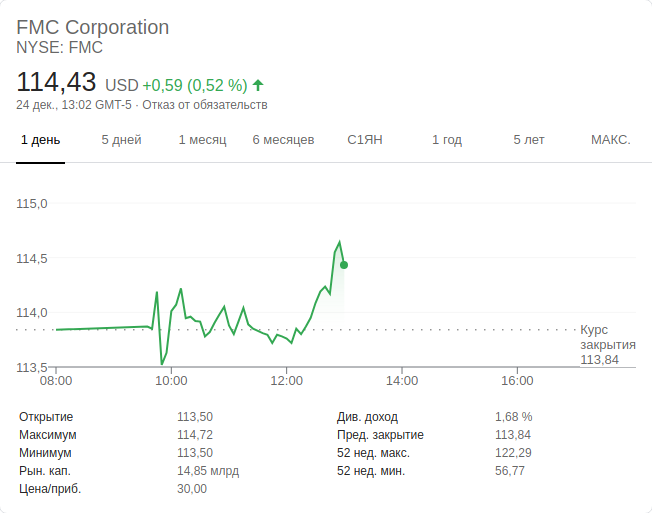 FMC Corporation
NYSE: FMC
114,43 USD +0,59 (0,52 %)
24 дек., 13:02 GMT-5 · Отказ от обязательств
1 день 5 дней 1 месяц 6 месяцев С1ЯН 1 год 5 лет МАКС.
115,0
114,5
114,0
Курс
закрытия
113,84
113,5
08:00 10:00 12:00 14:00 16:00
Открытие 113,50 Див. доход 1,68 %
Максимум 114,72 Пред. закрытие 113,84
Минимум 113,50 52 нед. макс. 122,29
Рын. кап. 14,85 млрд 52 нед. мин. 56,77
Цена/приб. 30,00